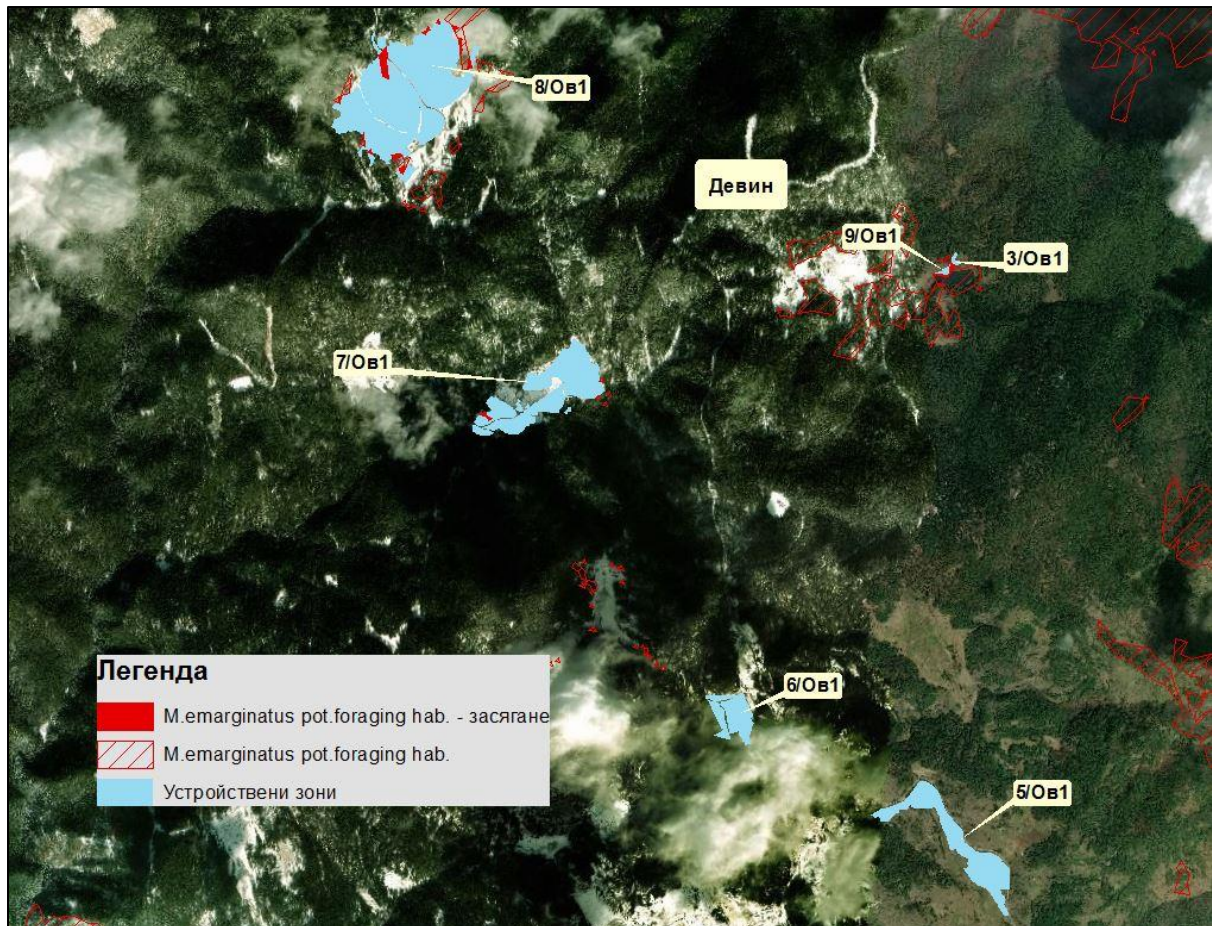 8/Ов1
Девин
9/Ов1
3/Ов1
7/Ов1
6/Ов1
5/Ов1
Легенда
M.emarginatus pot.foraging hab. - засягане
M.emarginatus pot.foraging hab.
Устройствени зони